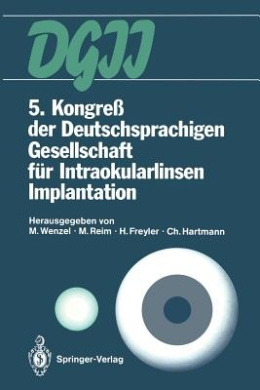 DGII
5. Kongreß
der Deutschsprachigen
Gesellschaft
für Intraokularlinsen
Implantation
Herausgegeben von
M. Wenzel · M. Reim · H. Freyler · Ch. Hartmann
Springer-Verlag